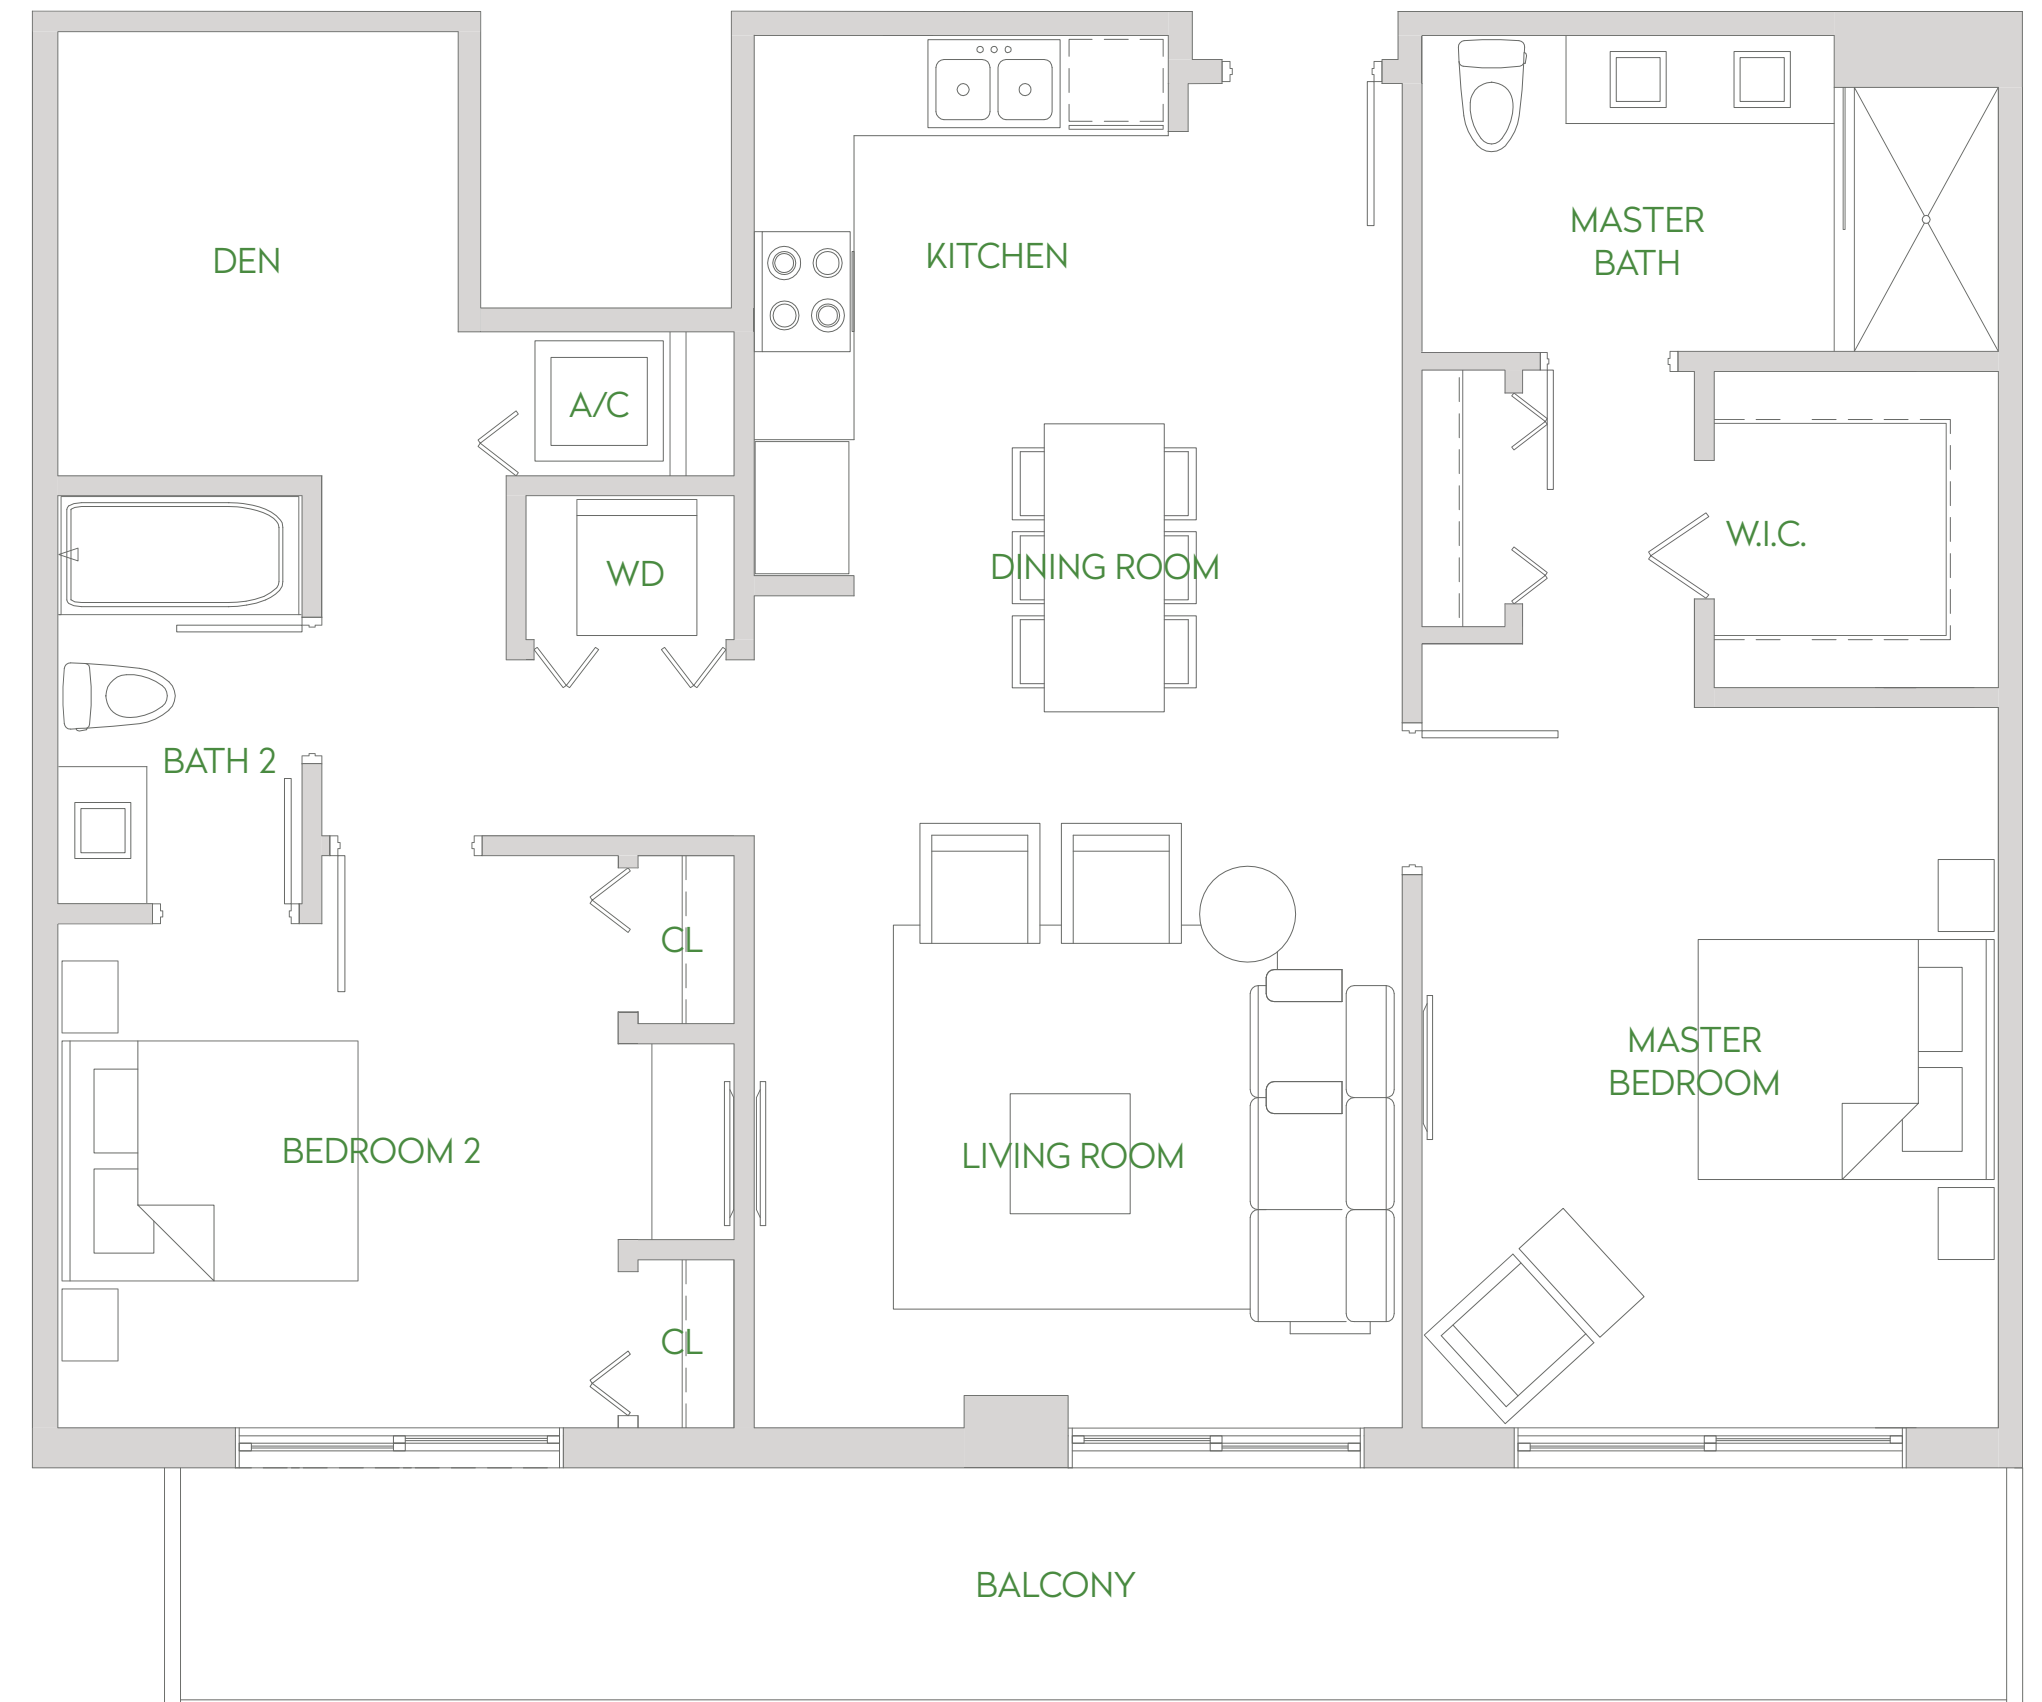 DEN
KITCHEN
MASTER
BATH
A/C
WD
DINING ROOM
W.I.C.
BATH 2
CL
MASTER
BEDROOM
BEDROOM 2
LIVING ROOM
CL
BALCONY